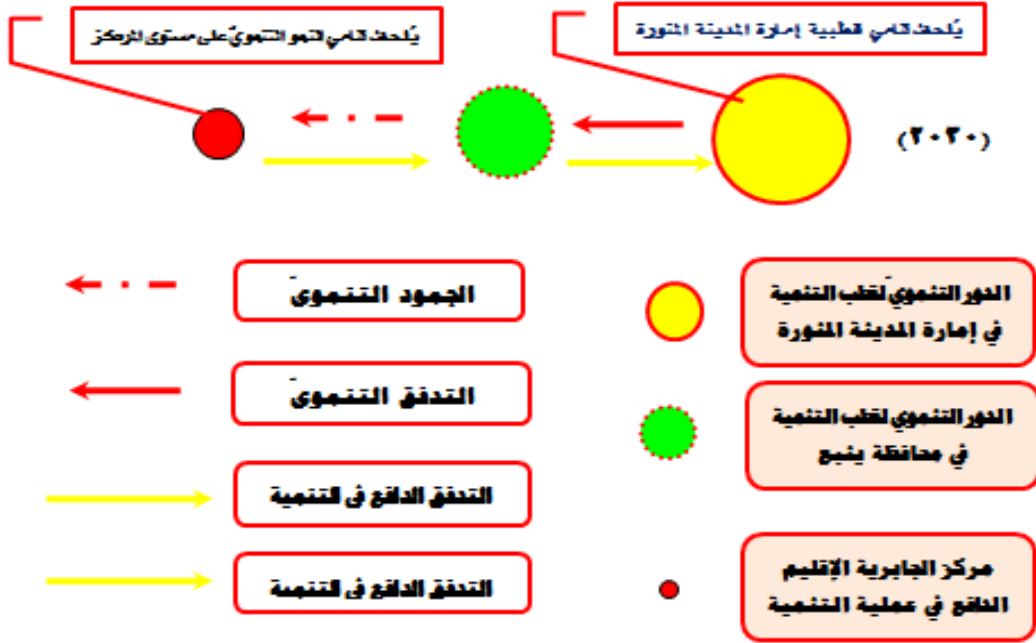 يُلاحظ تنامي قطبية إمارة المدينة المنورة
يُلاحظ تنامي النمو التنمويّ على مستوى المركز
(٢٠٢٠)
الدور التنمويّ لقطب التنمية
في إمارة المدينة المنورة
الجمود التنمويّ
التدفق التنمويّ
الدور التنموي لقطب التنمية
في محافظة ينبع
التدفق الدافع في التنمية
مركز الجابرية الإقليم
الدافع في عملية التنمية
التدفق الدافع في التنمية